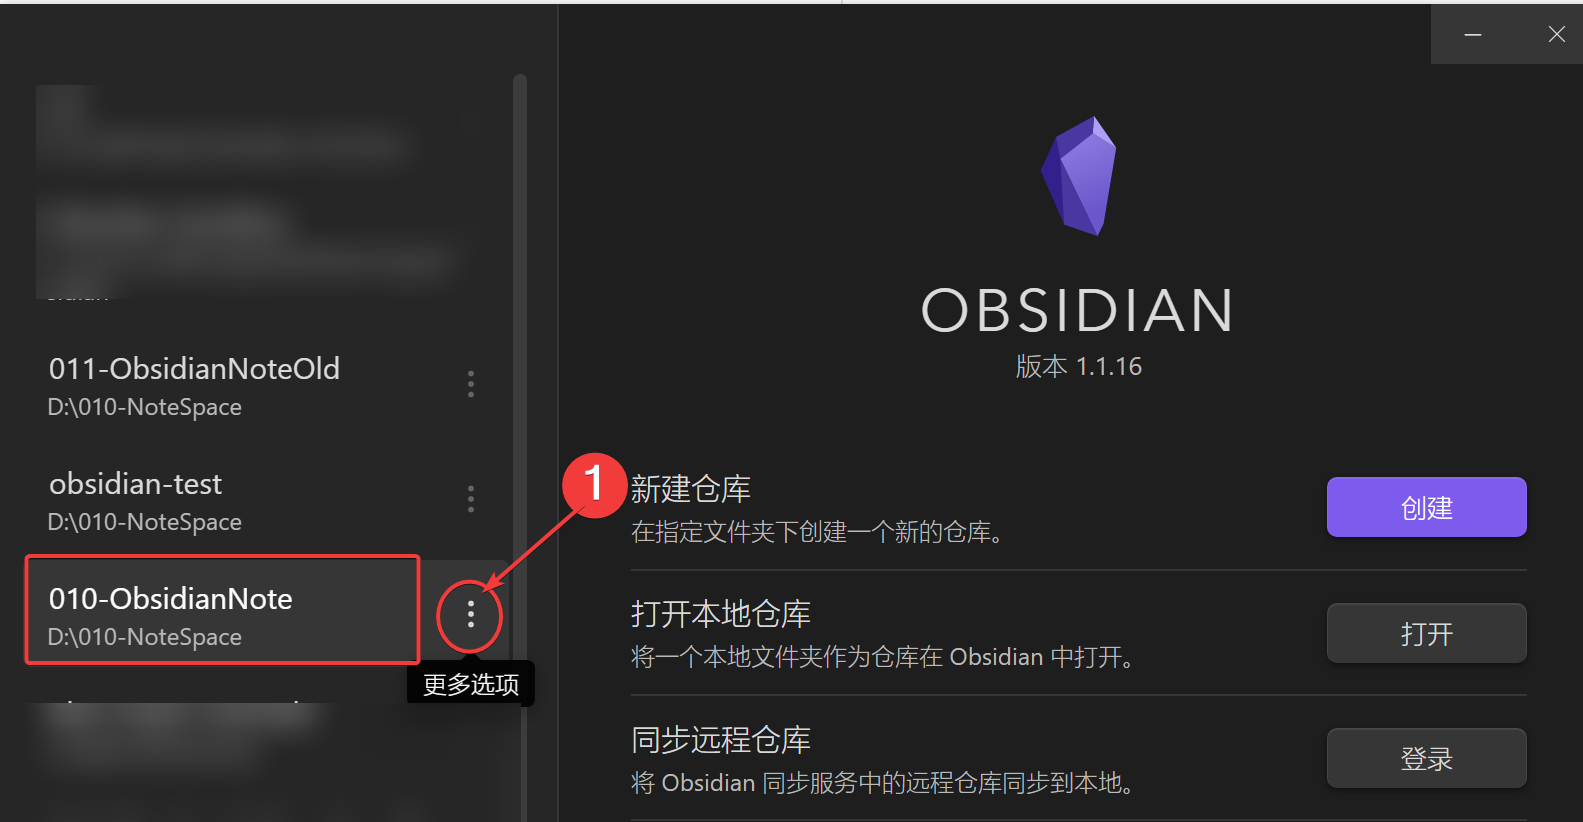 011-ObsidianNoteOld
D:\010-NoteSpace
obsidian-test
D:\010-NoteSpace
010-ObsidianNote
D:\010-NoteSpace
更多选项
1
OBSIDIAN
版本 1.1.16
新建仓库
在指定文件夹下创建一个新的仓库。
创建
打开本地仓库
将一个本地文件夹作为仓库在 Obsidian 中打开。
打开
同步远程仓库
将 Obsidian 同步服务中的远程仓库同步到本地。
登录